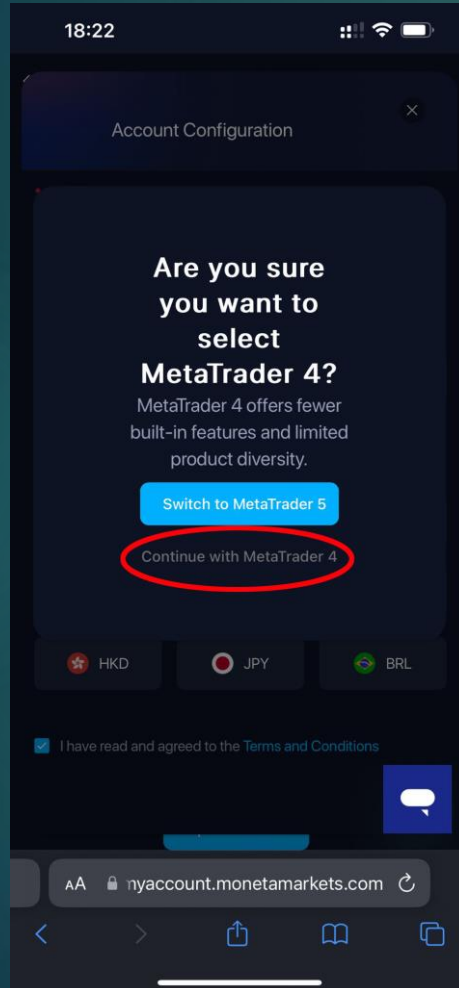 18:22
Account Configuration
Are you sure
you want to
select
MetaTrader 4?
MetaTrader 4 offers fewer
built-in features and limited
product diversity.
Switch to MetaTrader 5
Continue with MetaTrader 4
HKD
JPY
BRL
I have read and agreed to the Terms and Conditions
AA
myaccount.monetamarkets.com